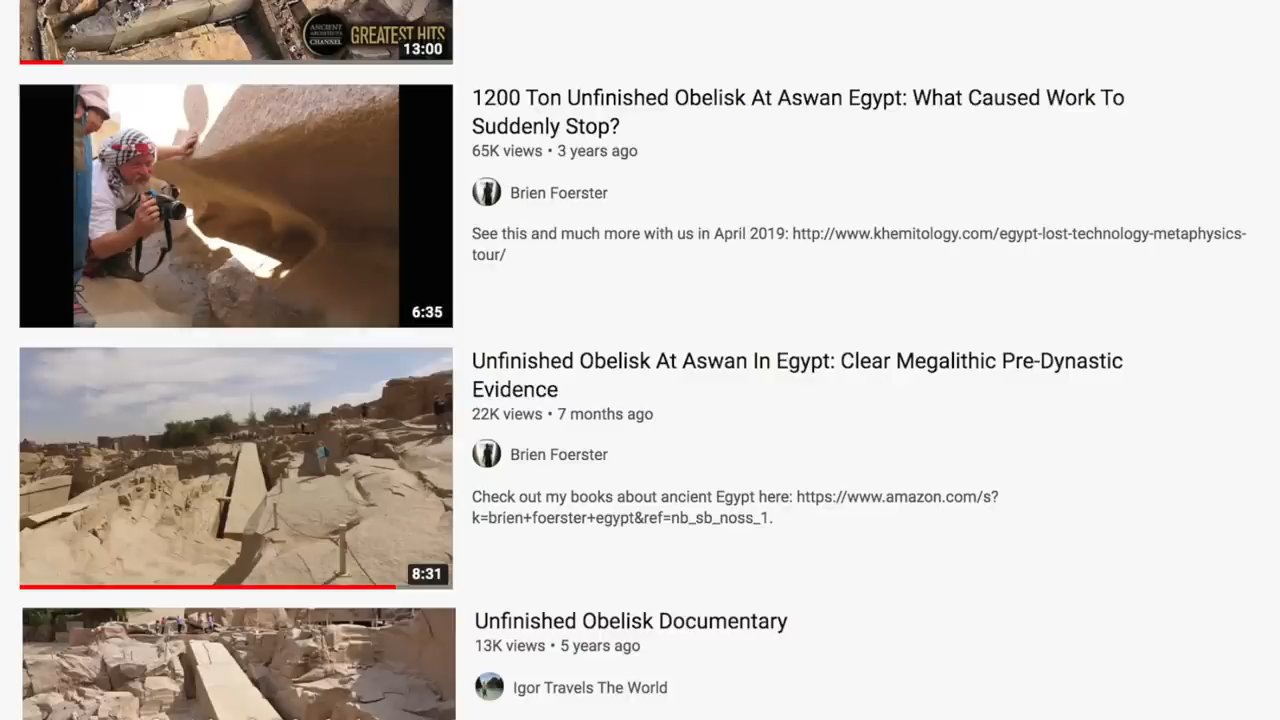 ANCIENT
ARCHITECTS
CHANNEL
GREATEST HITS
13:00
1200 Ton Unfinished Obelisk At Aswan Egypt: What Caused Work To
Suddenly Stop?
65K views • 3 years ago
Brien Foerster
See this and much more with us in April 2019: http://www.khemitology.com/egypt-lost-technology-metaphysics-
tour/
6:35
Unfinished Obelisk At Aswan In Egypt: Clear Megalithic Pre-Dynastic
Evidence
22K views • 7 months ago
Brien Foerster
Check out my books about ancient Egypt here: https://www.amazon.com/s?
k=brien+foerster+egypt&ref=nb_sb_noss_1.
8:31
Unfinished Obelisk Documentary
13K views • 5 years ago
Igor Travels The World